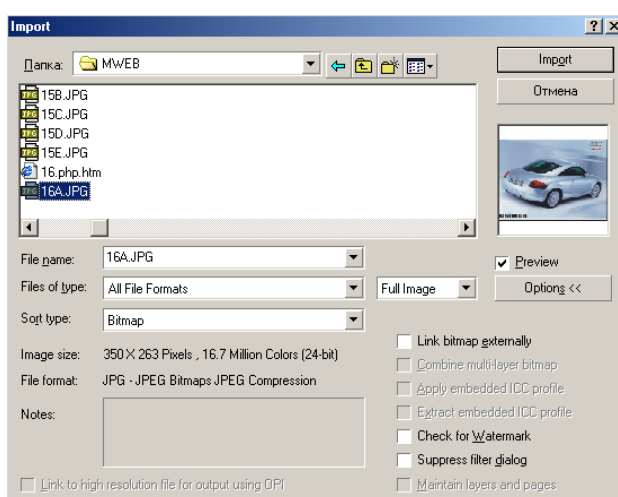 Import
Папка: MWEB
Import
Отмена
15B.JPG
15C.JPG
15D.JPG
15E.JPG
16.php.htm
16A.JPG
File name: 16A.JPG
Preview
Files of type: All File Formats Full Image Options <<
Sort type: Bitmap
Link bitmap externally
Image size: 350 X 263 Pixels , 16.7 Million Colors (24-bit)
Combine multi-layer bitmap
File format: JPG - JPEG Bitmaps JPEG Compression
Apply embedded ICC profile
Notes:
Extract embedded ICC profile
Check for Watermark
Suppress filter dialog
Link to high resolution file for output using OPI
Maintain layers and pages